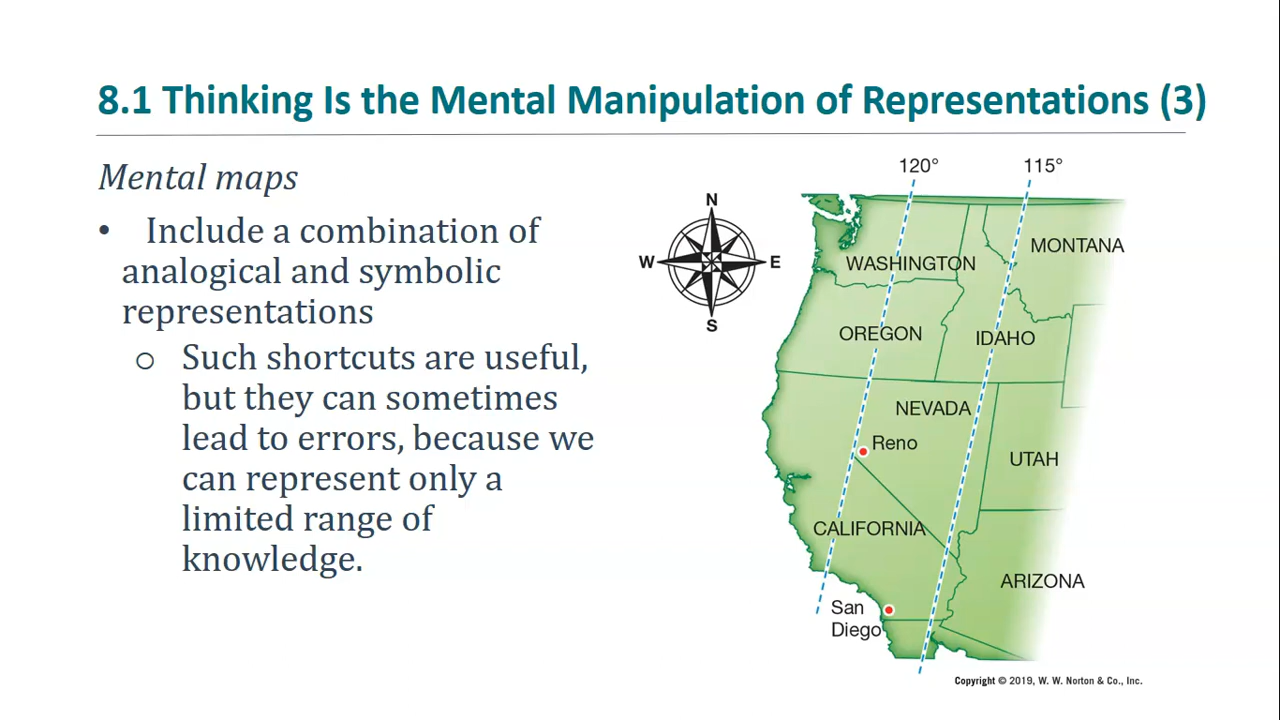 8.1 Thinking Is the Mental Manipulation of Representations (3)
Mental maps
• Include a combination of
analogical and symbolic
representations
o Such shortcuts are useful,
but they can sometimes
lead to errors, because we
can represent only a
limited range of
knowledge.
120° 115°
N
W E
S
MONTANA
WASHINGTON
OREGON
IDAHO
NEVADA
Reno
UTAH
CALIFORNIA
ARIZONA
San
Diego
Copyright © 2019, W. W. Norton & Co., Inc.